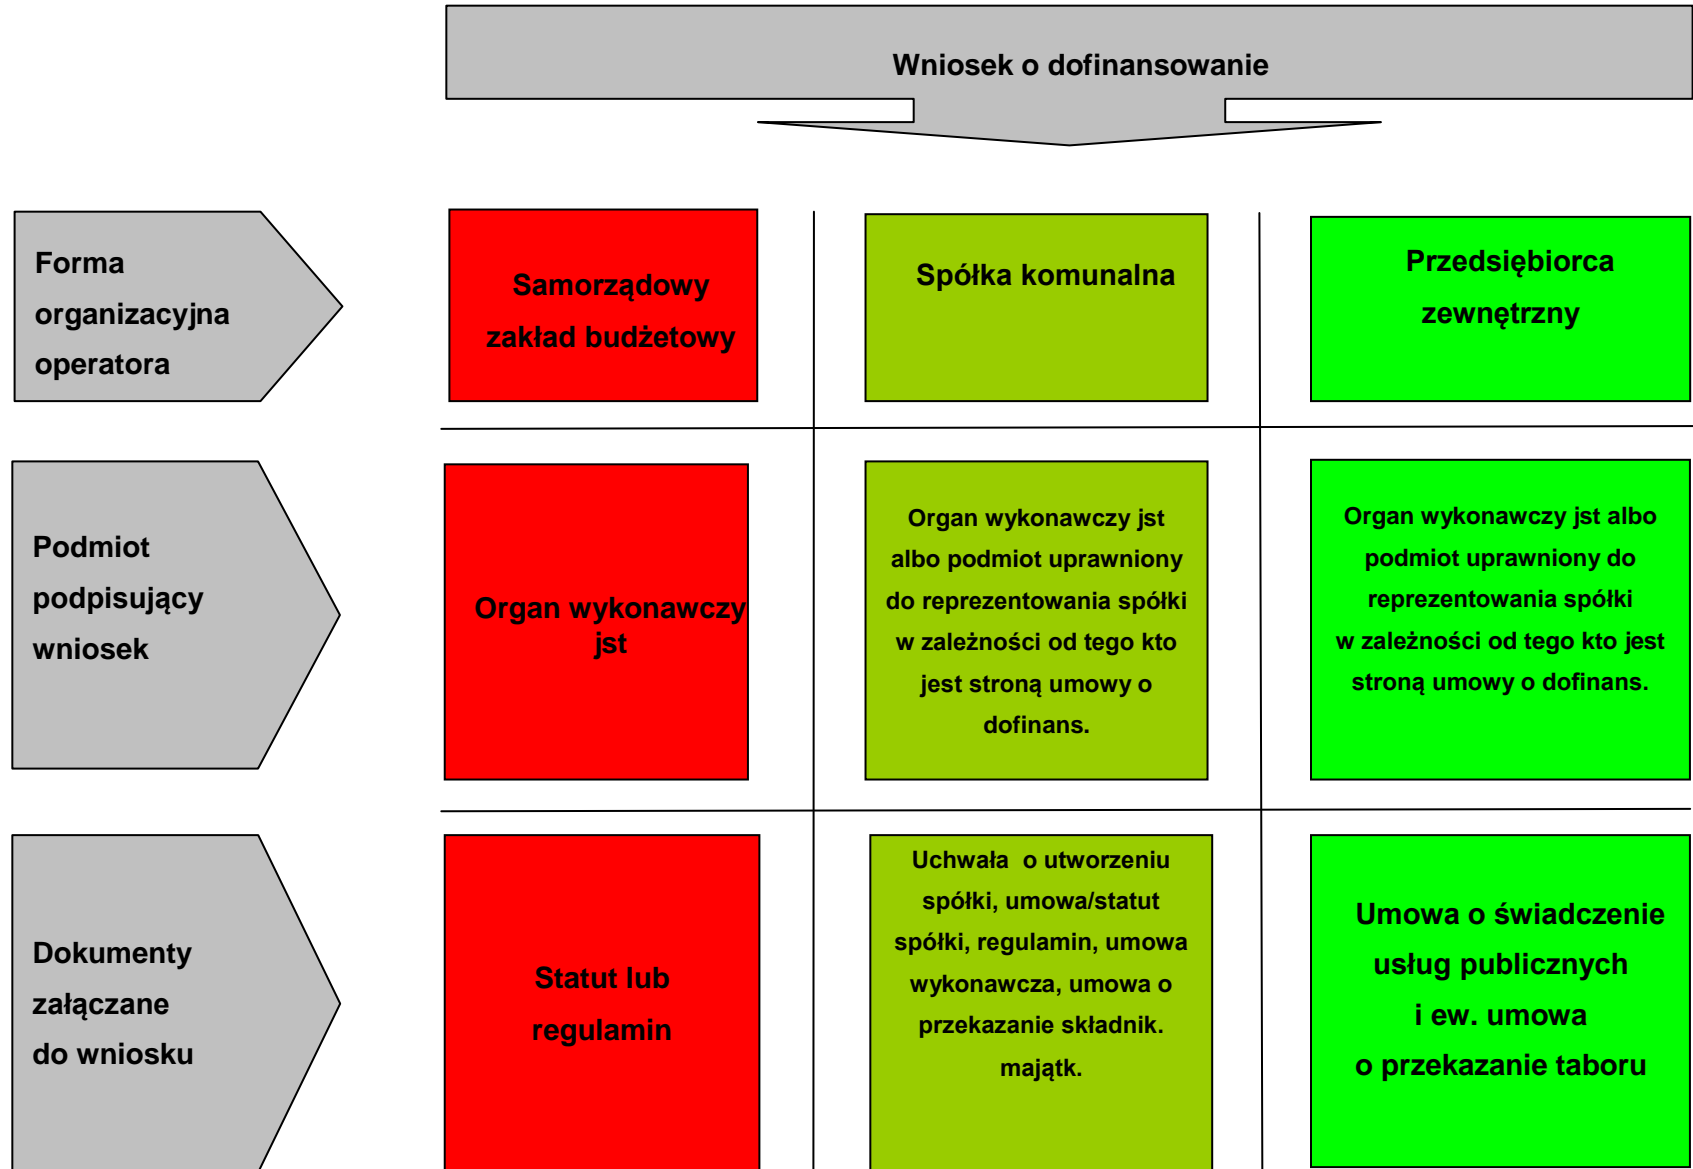 Wniosek o dofinansowanie
Forma
organizacyjna
operatora
Samorządowy
zakład budżetowy
Spółka komunalna
Przedsiębiorca
zewnętrzny
Podmiot
podpisujący
wniosek
Organ wykonawczy
jst
Organ wykonawczy jst
albo podmiot uprawniony
do reprezentowania spółki
w zależności od tego kto
jest stroną umowy o
dofinans.
Organ wykonawczy jst albo
podmiot uprawniony do
reprezentowania spółki
w zależności od tego kto jest
stroną umowy o dofinans.
Dokumenty
załączane
do wniosku
Statut lub
regulamin
Uchwała o utworzeniu
spółki, umowa/statut
spółki, regulamin, umowa
wykonawcza, umowa o
przekazanie składnik.
majątk.
Umowa o świadczenie
usług publicznych
i ew. umowa
o przekazanie taboru